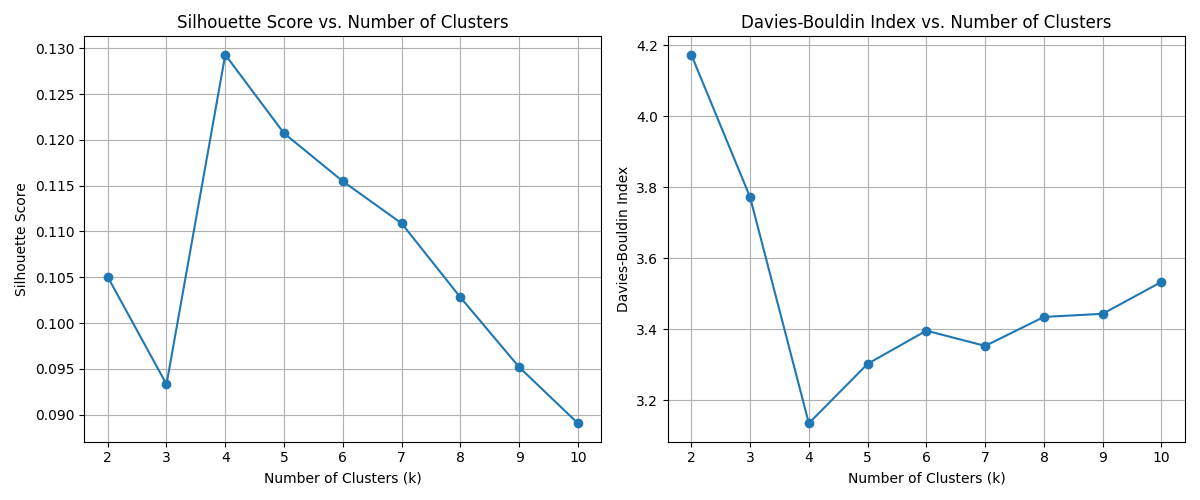 Silhouette Score vs. Number of Clusters
0.130
0.125
0.120
0.115
0.110
0.105
0.100
0.095
0.090
Silhouette Score
2 3 4 5 6 7 8 9 10
Number of Clusters (k)
Davies-Bouldin Index vs. Number of Clusters
4.2
4.0
3.8
3.6
3.4
3.2
Davies-Bouldin Index
2 3 4 5 6 7 8 9 10
Number of Clusters (k)